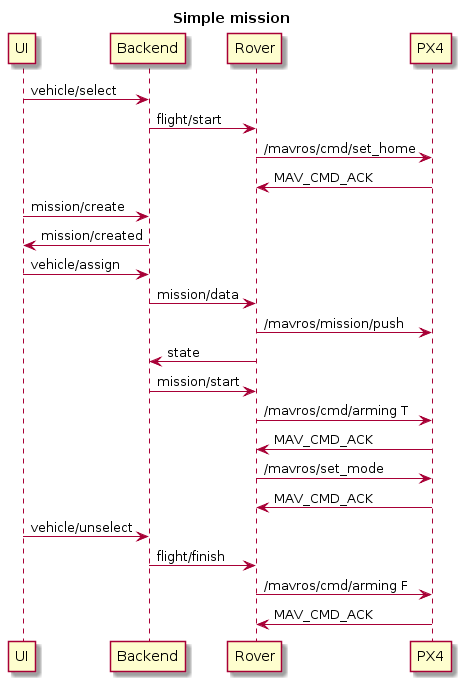 Simple mission
UI Backend Rover PX4
vehicle/select
flight/start
/mavros/cmd/set_home
MAV_CMD_ACK
mission/create
mission/created
vehicle/assign
mission/data
/mavros/mission/push
state
mission/start
/mavros/cmd/arming T
MAV_CMD_ACK
/mavros/set_mode
MAV_CMD_ACK
vehicle/unselect
flight/finish
/mavros/cmd/arming F
MAV_CMD_ACK
UI Backend Rover PX4